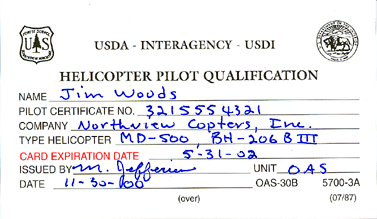 USDA - INTERAGENCY - USDI
HELICOPTER PILOT QUALIFICATION
NAME Jim Woods
PILOT CERTIFICATE NO. 3215554321
COMPANY Northview Copters, Inc.
TYPE HELICOPTER MD-500, BH-206 B III
CARD EXPIRATION DATE 5-31-02
ISSUED BY M. Jefferies UNIT OAS
DATE 11-30-00 OAS-30B 5700-3A
(over) (07/87)